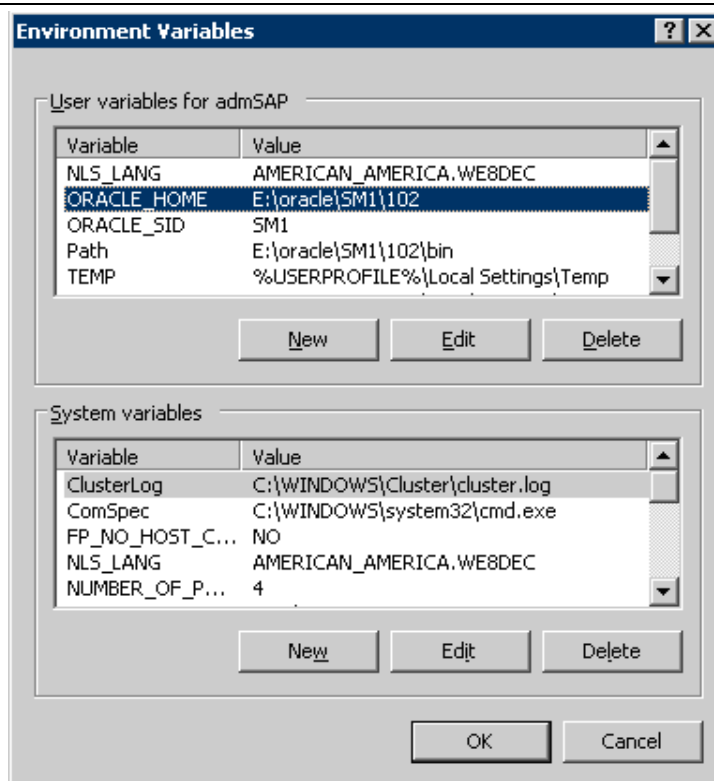 Environment Variables
User variables for admSAP
Variable Value
NLS_LANG AMERICAN_AMERICA.WE8DEC
ORACLE_HOME E:\oracle\SM1\102
ORACLE_SID SM1
Path E:\oracle\SM1\102\bin
TEMP %USERPROFILE%\Local Settings\Temp
New Edit Delete
System variables
Variable Value
ClusterLog C:\WINDOWS\Cluster\cluster.log
ComSpec C:\WINDOWS\system32\cmd.exe
FP_NO_HOST_C... NO
NLS_LANG AMERICAN_AMERICA.WE8DEC
NUMBER_OF_P... 4
New Edit Delete
OK Cancel